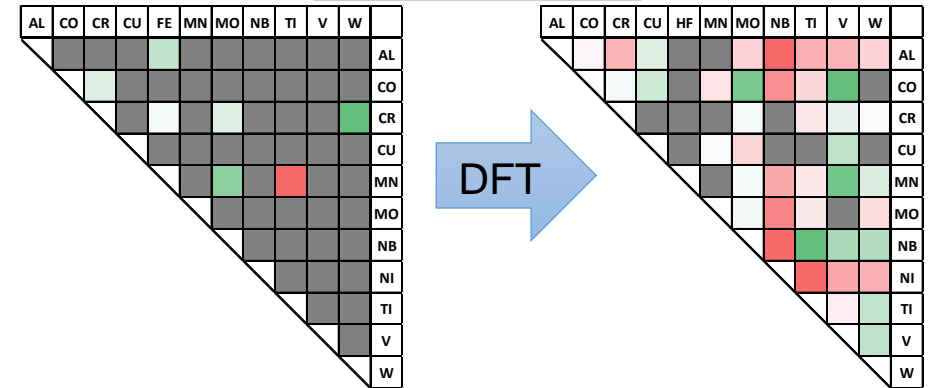 AL CO CR CU FE MN MO NB TI V W
AL
CO
CR
CU
MN
MO
NB
NI
TI
V
W
DFT
AL CO CR CU HF MN MO NB TI V W
AL
CO
CR
CU
MN
MO
NB
NI
TI
V
W